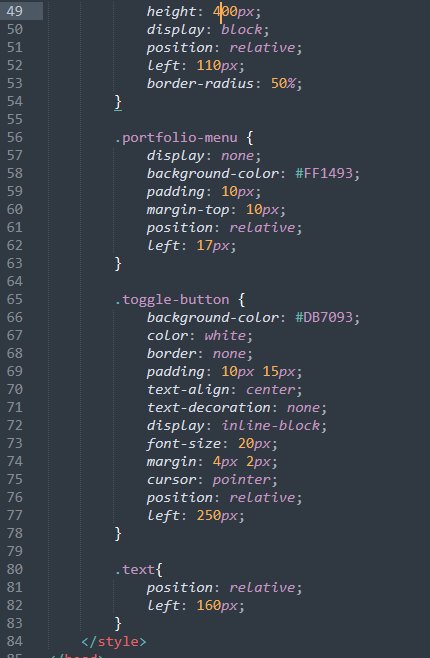 49 height: 400px;
50 display: block;
51 position: relative;
52 left: 110px;
53 border-radius: 50%;
54 }
55
56 .portfolio-menu {
57 display: none;
58 background-color: #FF1493;
59 padding: 10px;
60 margin-top: 10px;
61 position: relative;
62 left: 17px;
63 }
64
65 .toggle-button {
66 background-color: #DB7093;
67 color: white;
68 border: none;
69 padding: 10px 15px;
70 text-align: center;
71 text-decoration: none;
72 display: inline-block;
73 font-size: 20px;
74 margin: 4px 2px;
75 cursor: pointer;
76 position: relative;
77 left: 250px;
78 }
79
80 .text{
81 position: relative;
82 left: 160px;
83 }
84 </style>
85 </head>